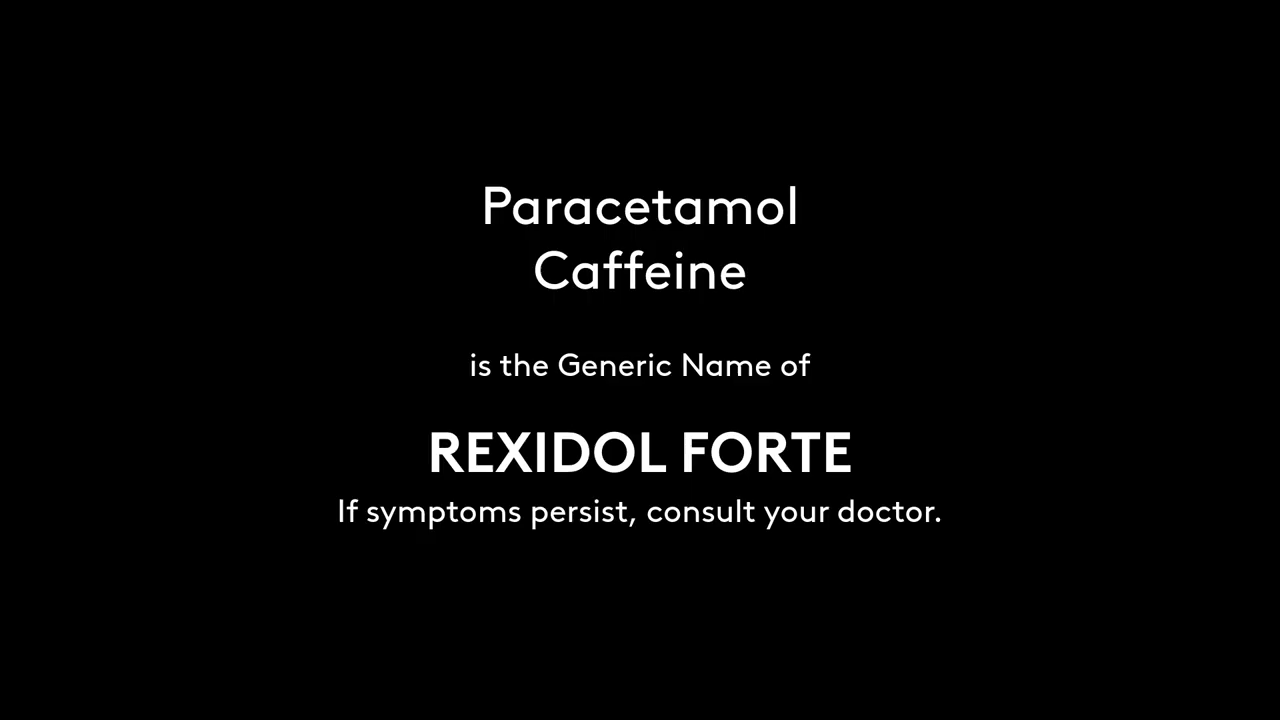 Paracetamol
Caffeine
is the Generic Name of
REXIDOL FORTE
If symptoms persist, consult your doctor.